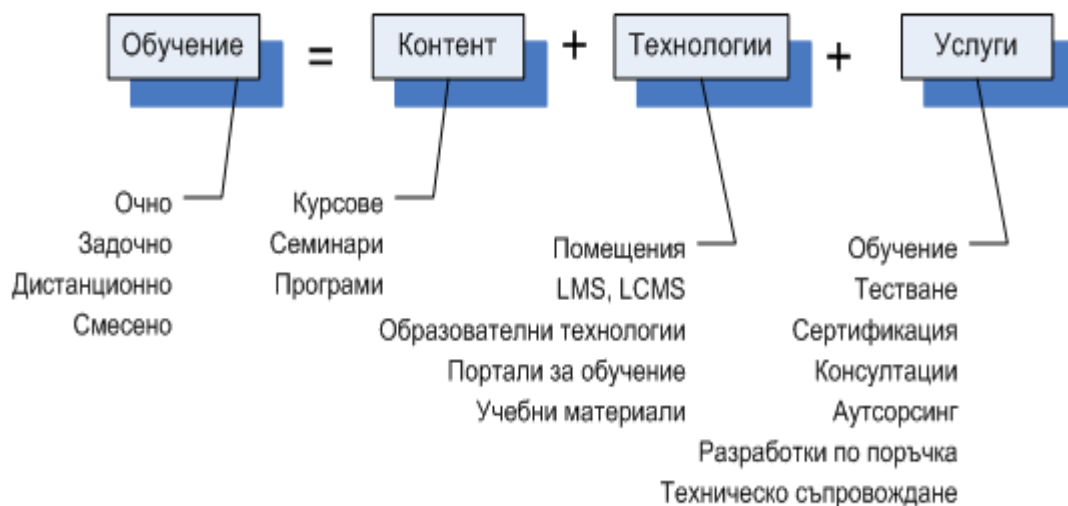 Обучение = Контент + Технологии + Услуги
Очно
Задочно
Дистанционно
Смесено
Курсове
Семинари
Програми
Помещения
LMS, LCMS
Образователни технологии
Портали за обучение
Учебни материали
Обучение
Тестване
Сертификация
Консултации
Аутсорсинг
Разработки по поръчка
Техническо съпровождане